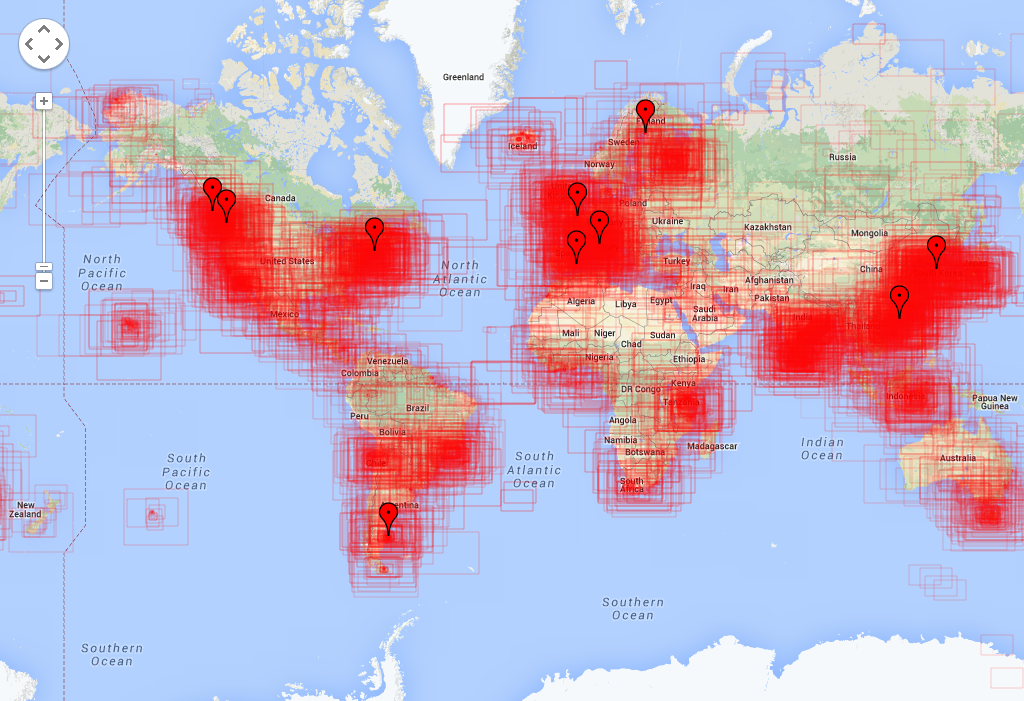 Greenland
Iceland
Finland
Sweden
Norway
Russia
Canada
Poland
Ukraine
Kazakhstan
Mongolia
North
Pacific
Ocean
United States
North
Atlantic
Ocean
Turkey
China
Iraq
Iran
Afghanistan
Pakistan
Algeria
Libya
Egypt
Saudi
Arabia
Mexico
India
Thailand
Mali
Niger
Chad
Sudan
Nigeria
Ethiopia
Venezuela
Colombia
DR Congo
Kenya
Tanzania
Indonesia
Papua New
Guinea
Brazil
Peru
Bolivia
Angola
Namibia
Botswana
Madagascar
Indian
Ocean
Australia
South
Pacific
Ocean
Chile
South
Atlantic
Ocean
South
Africa
New
Zealand
Argentina
Southern
Ocean
Southern
Ocean